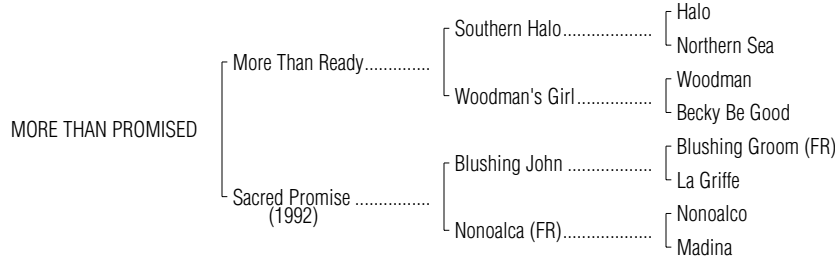 Halo
Southern Halo....................
Northern Sea
More Than Ready..............
Woodman
Woodman's Girl.................
Becky Be Good
MORE THAN PROMISED
Blushing Groom (FR)
Blushing John ...................
La Griffe
Sacred Promise ................
(1992)
Nonoalco
Nonoalca (FR)....................
Madina